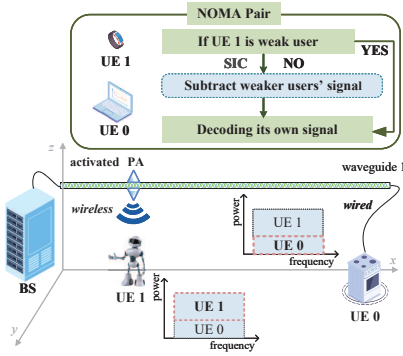 NOMA Pair
If UE 1 is weak user
YES
UE 1
SIC NO
Subtract weaker users' signal
UE 0
Decoding its own signal
z
activated PA
waveguide 1
wireless
wired
power
UE 1
UE 0
frequency
x
BS
UE 1
power
UE 1
UE 0
frequency
UE 0
y